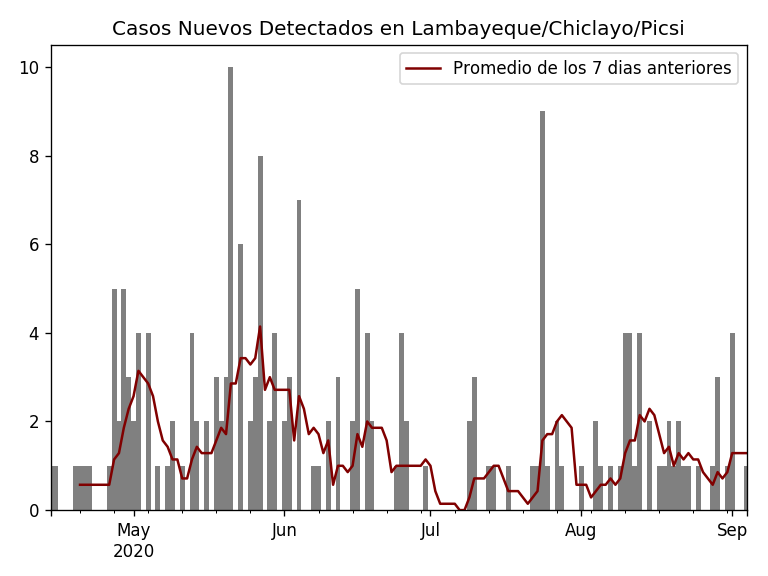 Casos Nuevos Detectados en Lambayeque/Chiclayo/Picsi
Promedio de los 7 dias anteriores
10
8
6
4
2
0
May Jun Jul Aug Sep
2020